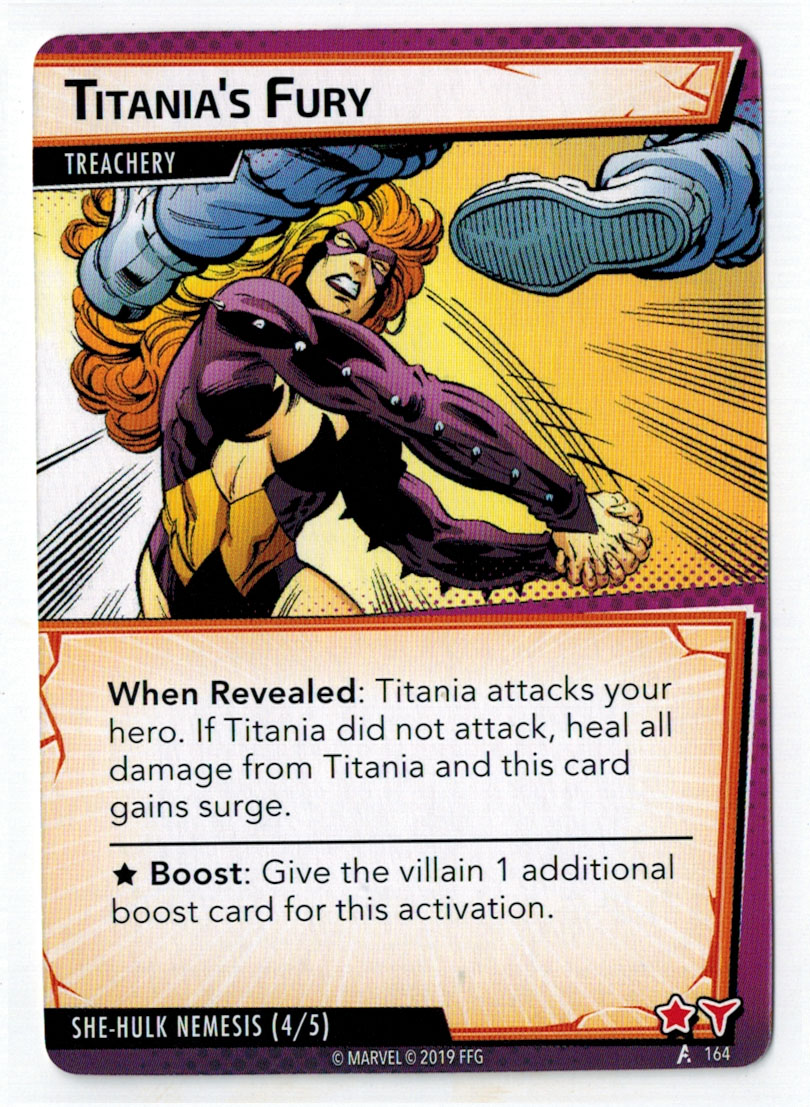 TITANIA'S FURY
TREACHERY
When Revealed: Titania attacks your
hero. If Titania did not attack, heal all
damage from Titania and this card
gains surge.
★ Boost: Give the villain 1 additional
boost card for this activation.
SHE-HULK NEMESIS (4/5)
© MARVEL © 2019 FFG
164